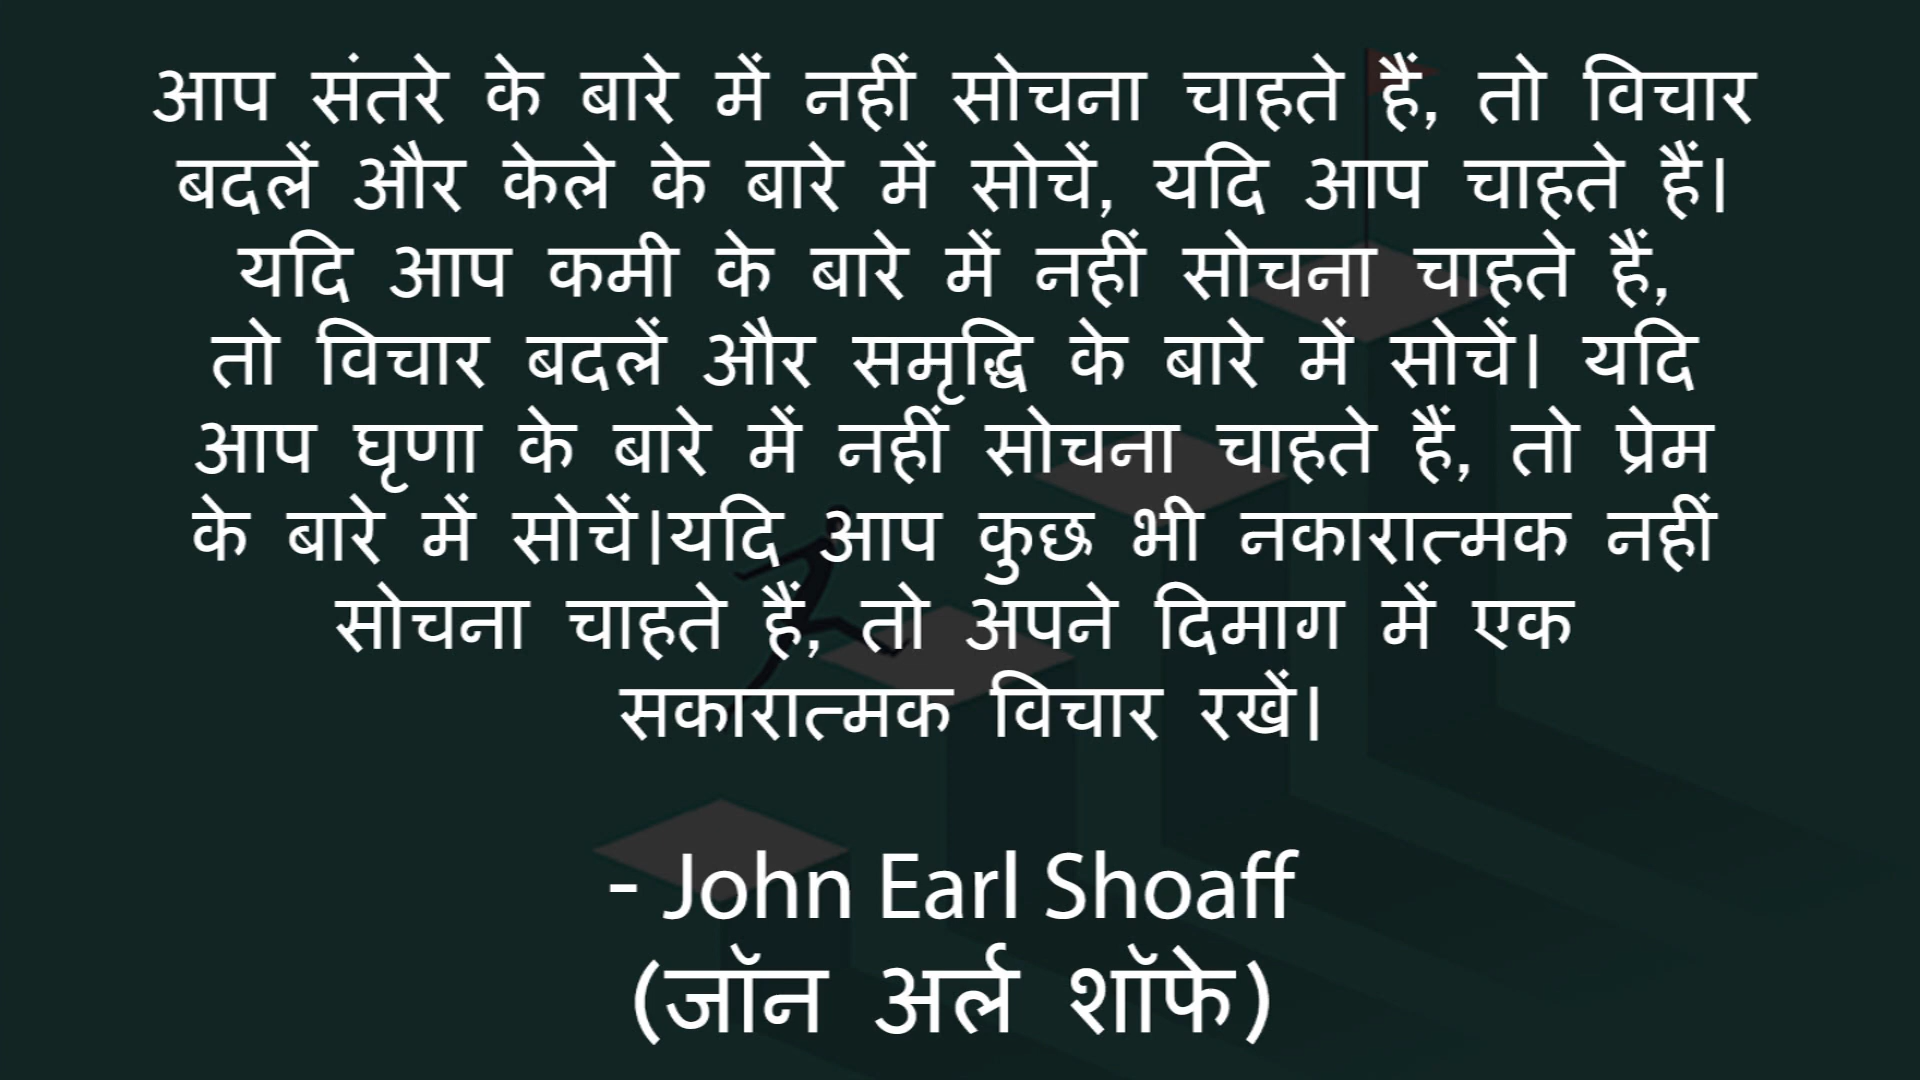 आप संतरे के बारे में नहीं सोचना चाहते हैं, तो विचार
बदलें और केले के बारे में सोचें, यदि आप चाहते हैं।
यदि आप कमी के बारे में नहीं सोचना चाहते हैं,
तो विचार बदलें और समृद्धि के बारे में सोचें। यदि
आप घृणा के बारे में नहीं सोचना चाहते हैं, तो प्रेम
के बारे में सोचें।यदि आप कुछ भी नकारात्मक नहीं
सोचना चाहते हैं, तो अपने दिमाग में एक
सकारात्मक विचार रखें।
- John Earl Shoaff
(जॉन अर्ल शॉफे)